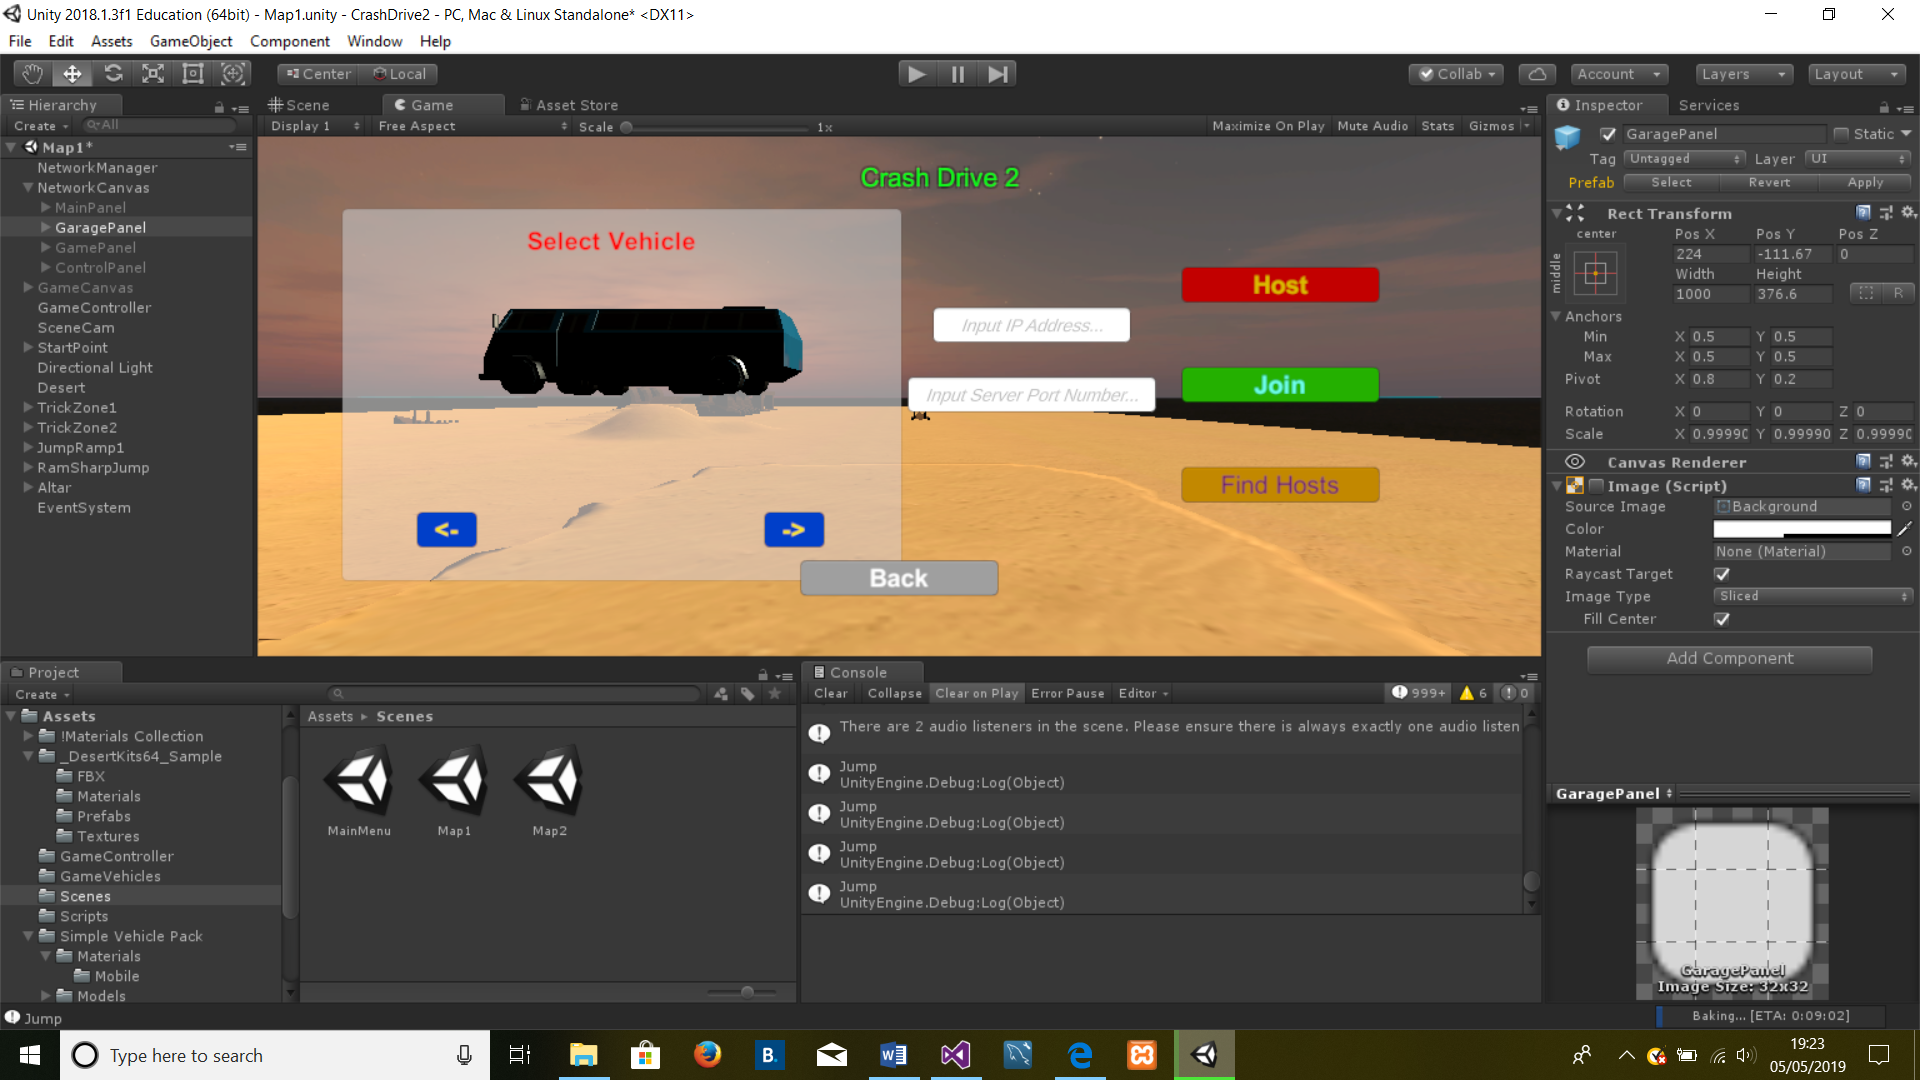 Unity 2018.1.3f1 Education (64bit) - Map1.unity - CrashDrive2 - PC, Mac & Linux Standalone* <DX11>
File Edit Assets GameObject Component Window Help
Center Local Collab Account Layers Layout
Hierarchy
Create All
Map1*
NetworkManager
NetworkCanvas
MainPanel
GaragePanel
GamePanel
ControlPanel
GameCanvas
GameController
SceneCam
StartPoint
Directional Light
Desert
TrickZone1
TrickZone2
JumpRamp1
RamSharpJump
Altar
EventSystem
Scene Game Asset Store
Display 1 Free Aspect Scale 1x Maximize On Play Mute Audio Stats Gizmos
Crash Drive 2
Select Vehicle
Host
Input IP Address...
Join
Input Server Port Number...
Find Hosts
<- ->
Back
Inspector Services
GaragePanel Static
Tag Untagged Layer UI
Prefab Select Revert Apply
Rect Transform
center Pos X Pos Y Pos Z
middle
224 -111.67 0
Width Height
1000 376.6 R
Anchors
Min X 0.5 Y 0.5
Max X 0.5 Y 0.5
Pivot X 0.8 Y 0.2
Rotation X 0 Y 0 Z 0
Scale X 0.9999( Y 0.9999( Z 0.9999(
Canvas Renderer
Image (Script)
Source Image Background
Color
Material None (Material)
Raycast Target
Image Type Sliced
Fill Center
Add Component
GaragePanel
GaragePanel
Image Size: 32x32
Baking... [ETA: 0:09:02]
Project
Create
Assets
!Materials Collection
_DesertKits64_Sample
FBX
Materials
Prefabs
Textures
GameController
GameVehicles
Scenes
Scripts
Simple Vehicle Pack
Materials
Mobile
Models
Assets Scenes
MainMenu Map1 Map2
Console
Clear Collapse Clear on Play Error Pause Editor 999+ 6 0
There are 2 audio listeners in the scene. Please ensure there is always exactly one audio listen
Jump
UnityEngine.Debug:Log(Object)
Jump
UnityEngine.Debug:Log(Object)
Jump
UnityEngine.Debug:Log(Object)
Jump
UnityEngine.Debug:Log(Object)
Jump
Type here to search
B.
19:23
05/05/2019